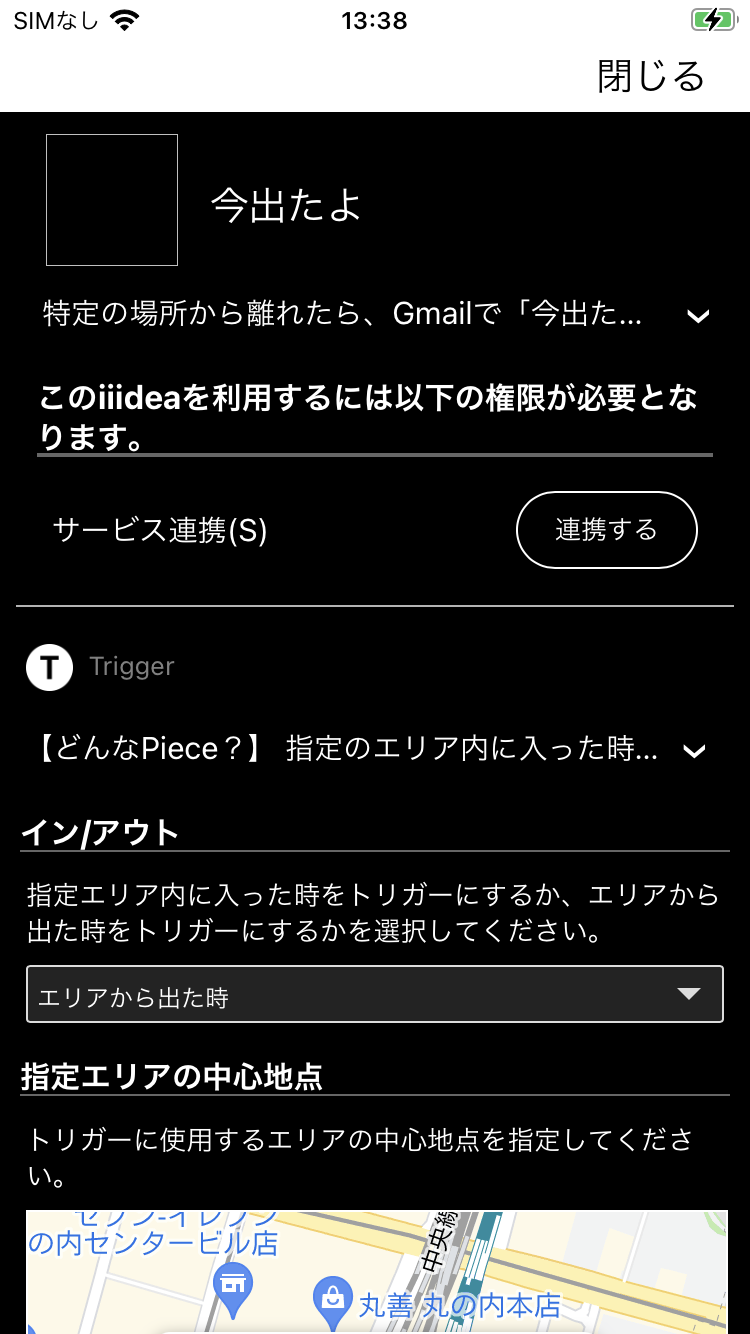 SIMなし
13:38
閉じる
今出たよ
特定の場所から離れたら、Gmailで「今出た...
このiiideaを利用するには以下の権限が必要とな
ります。
サービス連携(S)
連携する
T Trigger
【どんなPiece？】 指定のエリア内に入った時...
イン/アウト
指定エリア内に入った時をトリガーにするか、エリアから
出た時をトリガーにするかを選択してください。
エリアから出た時
指定エリアの中心地点
トリガーに使用するエリアの中心地点を指定してくださ
い。
セブン-イレブン
の内センタービル店
中央線
丸善 丸の内本店